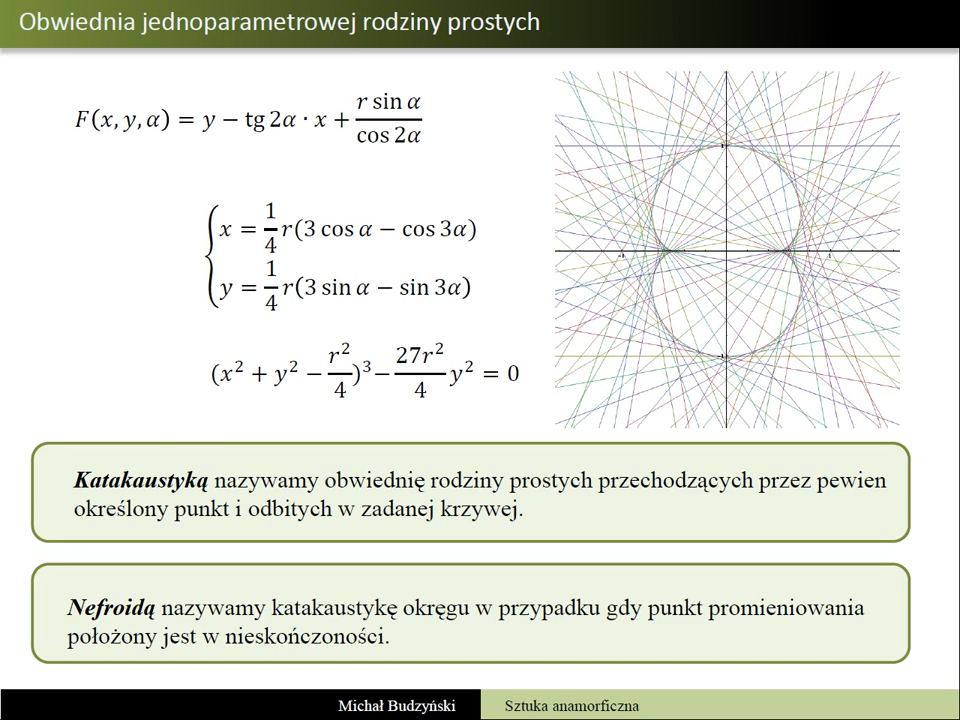 Obwiednia jednoparametrowej rodziny prostych
F(x, y, α) = y − tg 2α · x + r sin α / cos 2α
x = 1/4 r(3 cos α − cos 3α)
y = 1/4 r(3 sin α − sin 3α)
(x² + y² − r²/4)³ − 27r²/4 y² = 0
Katakaustyką nazywamy obwiednię rodziny prostych przechodzących przez pewien
określony punkt i odbitych w zadanej krzywej.
Nefroidą nazywamy katakaustykę okręgu w przypadku gdy punkt promieniowania
położony jest w nieskończoności.
Michał Budzyński
Sztuka anamorficzna